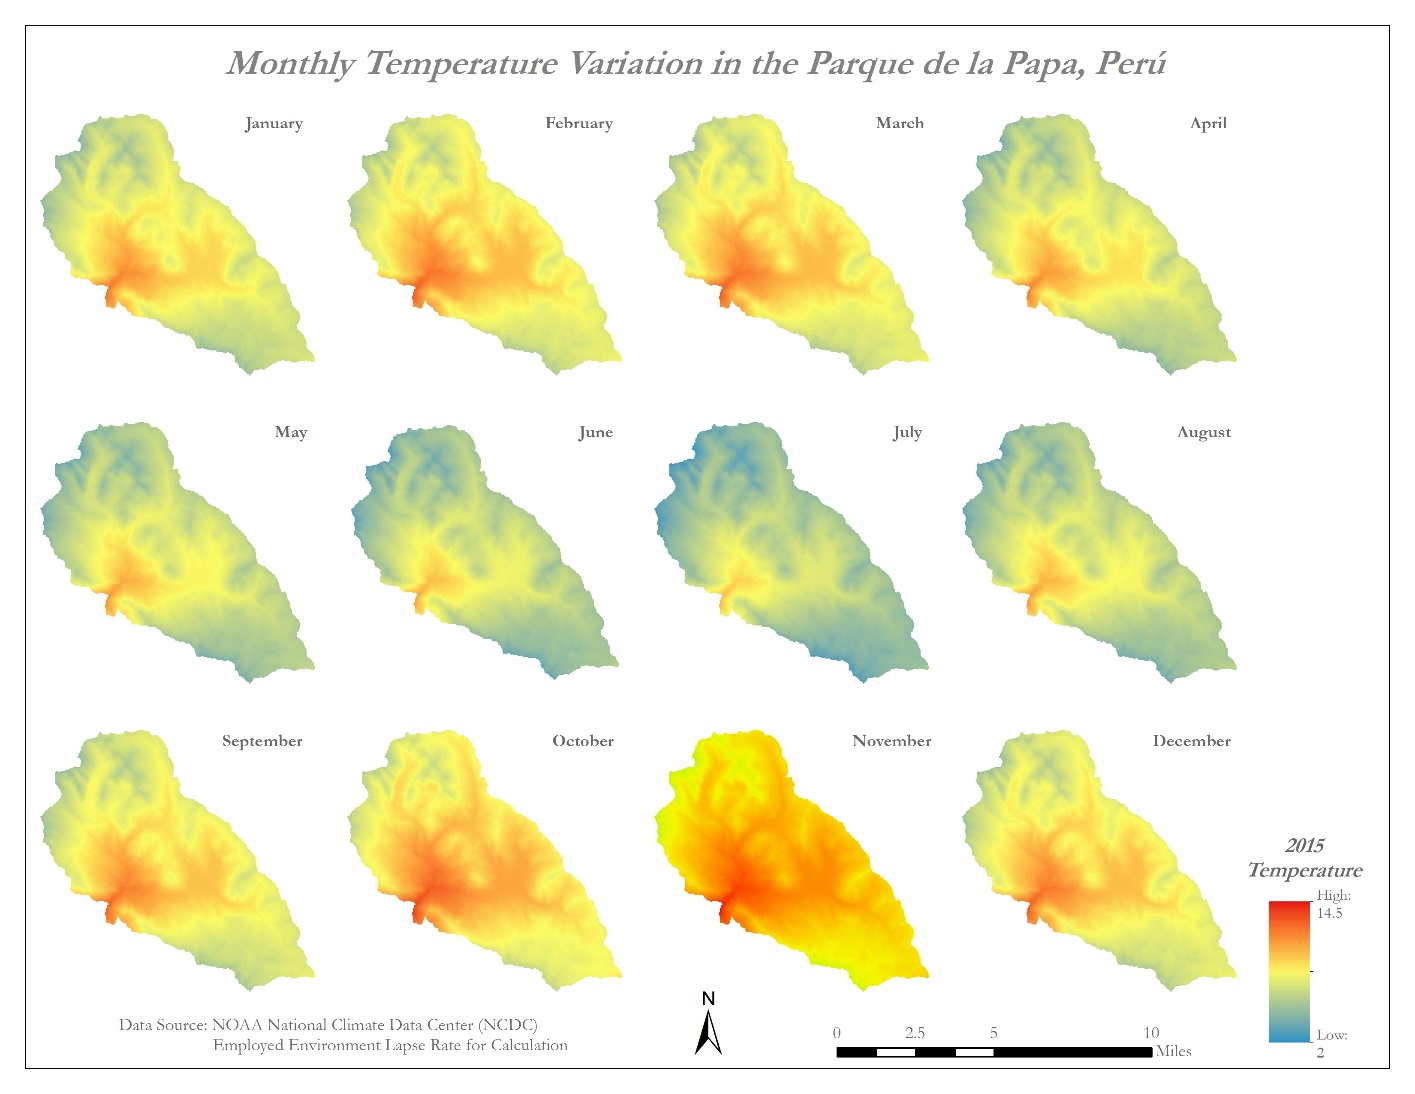 Monthly Temperature Variation in the Parque de la Papa, Perú
January
February
March
April
May
June
July
August
September
October
November
December
2015
Temperature
High:
14.5
Low:
2
N
0 2.5 5 10
Miles
Data Source: NOAA National Climate Data Center (NCDC)
Employed Environment Lapse Rate for Calculation